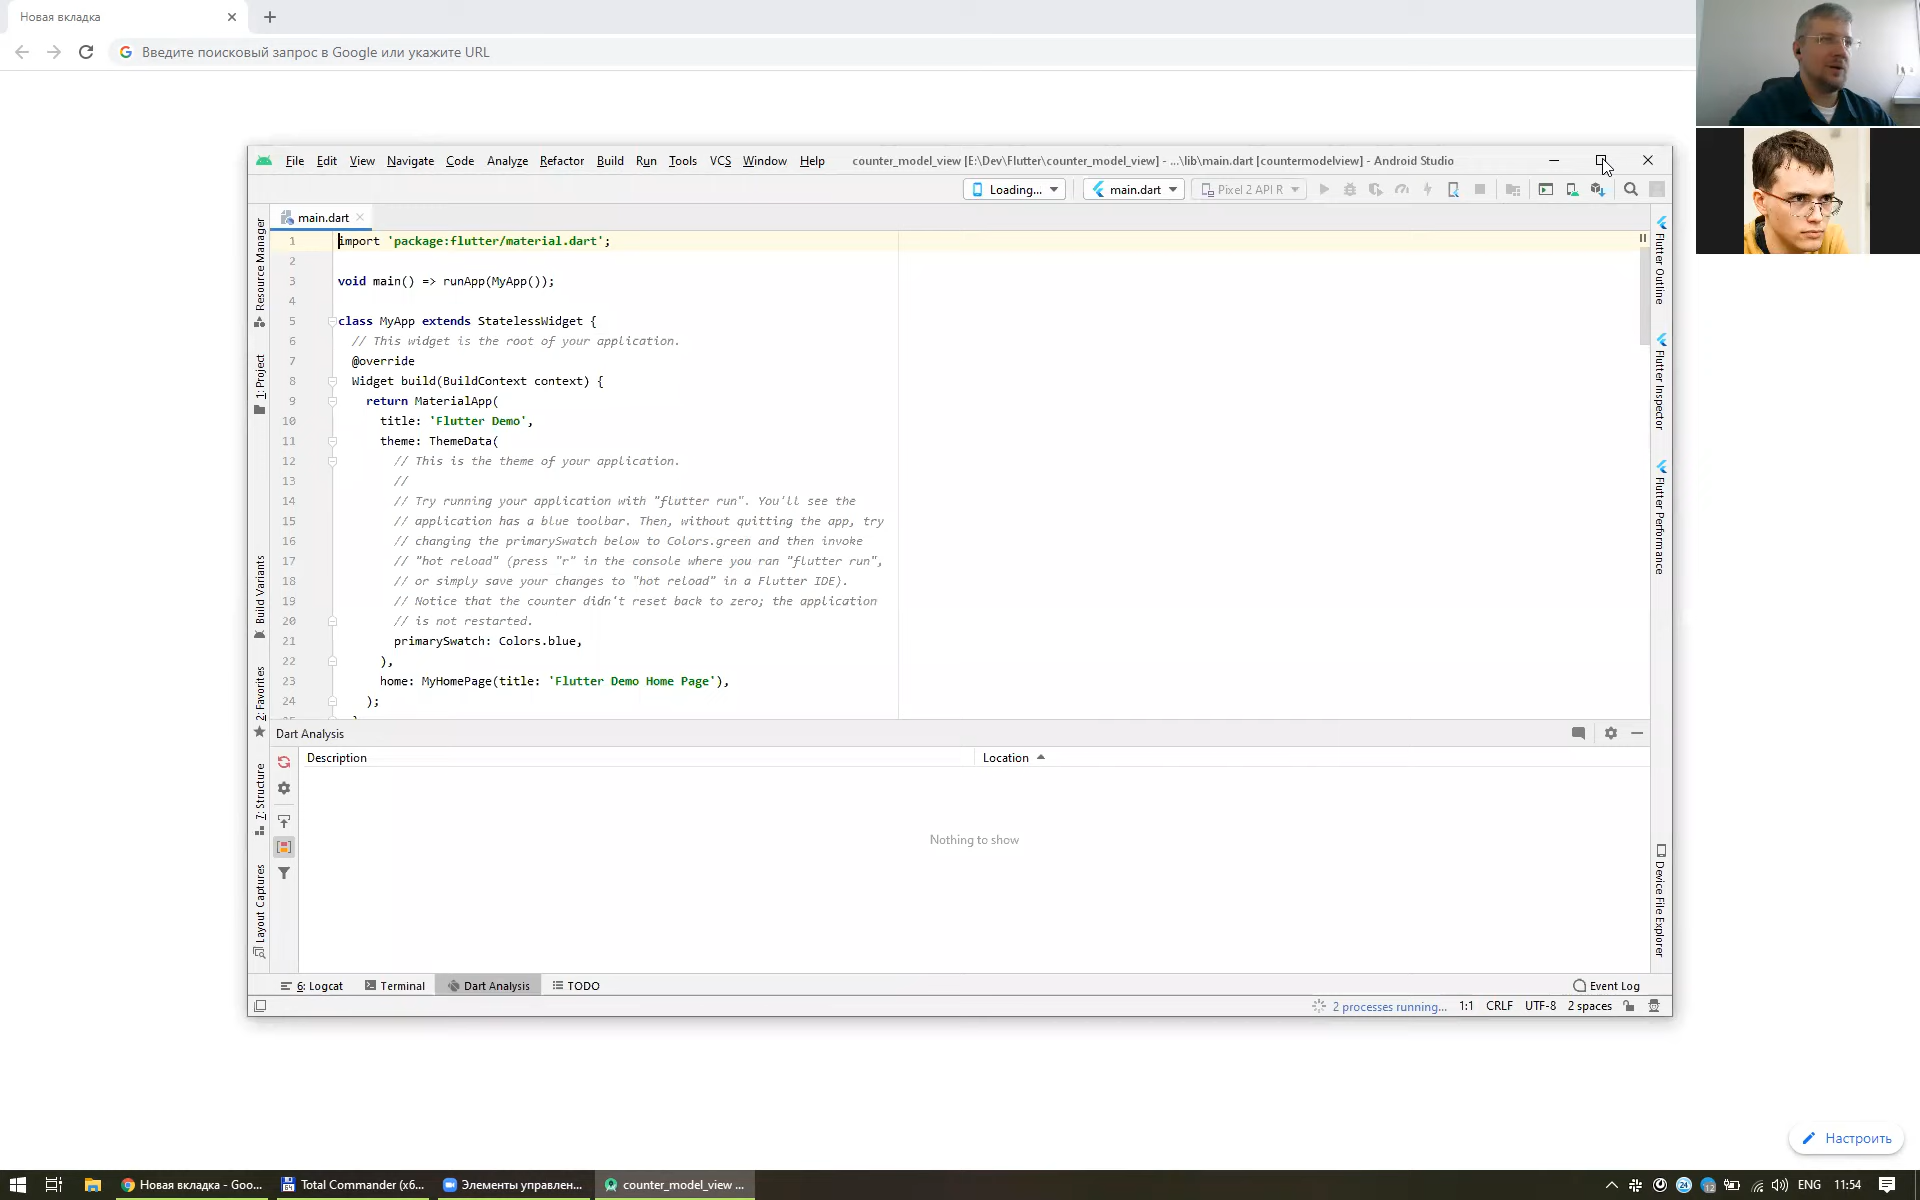 Новая вкладка
Введите поисковый запрос в Google или укажите URL
File Edit View Navigate Code Analyze Refactor Build Run Tools VCS Window Help counter_model_view [E:\Dev\Flutter\counter_model_view] - ...\lib\main.dart [countermodelview] - Android Studio
Loading... main.dart Pixel 2 API R
main.dart
1 import 'package:flutter/material.dart';
2
3 void main() => runApp(MyApp());
4
5 class MyApp extends StatelessWidget {
6 // This widget is the root of your application.
7 @override
8 Widget build(BuildContext context) {
9 return MaterialApp(
10 title: 'Flutter Demo',
11 theme: ThemeData(
12 // This is the theme of your application.
13 //
14 // Try running your application with "flutter run". You'll see the
15 // application has a blue toolbar. Then, without quitting the app, try
16 // changing the primarySwatch below to Colors.green and then invoke
17 // "hot reload" (press "r" in the console where you ran "flutter run",
18 // or simply save your changes to "hot reload" in a Flutter IDE).
19 // Notice that the counter didn't reset back to zero; the application
20 // is not restarted.
21 primarySwatch: Colors.blue,
22 ),
23 home: MyHomePage(title: 'Flutter Demo Home Page'),
24 );
Resource Manager
1: Project
Build Variants
2: Favorites
7: Structure
Layout Captures
Flutter Outline
Flutter Inspector
Flutter Performance
Device File Explorer
Dart Analysis
Description Location
Nothing to show
6: Logcat Terminal Dart Analysis TODO Event Log
2 processes running... 1:1 CRLF UTF-8 2 spaces
Настроить
Новая вкладка - Goo... Total Commander (x6... Элементы управлен... counter_model_view ... 24 12 ENG 11:54